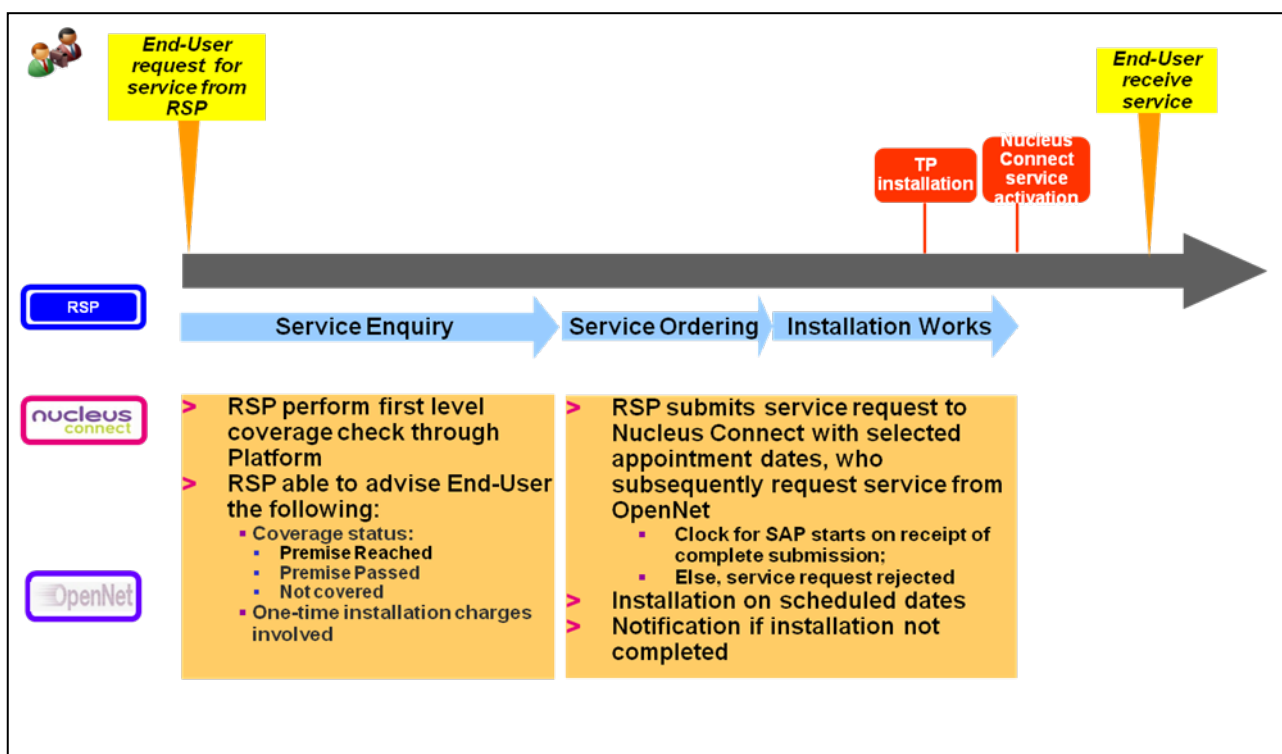 End-User
request for
service from
RSP
End-User
receive
service
TP
installation
Nucleus
Connect
service
activation
RSP
Service Enquiry
Service Ordering
Installation Works
nucleus
connect
OpenNet
> RSP perform first level
coverage check through
Platform
> RSP able to advise End-User
the following:
▪ Coverage status:
▪ Premise Reached
▪ Premise Passed
▪ Not covered
▪ One-time installation charges
involved
> RSP submits service request to
Nucleus Connect with selected
appointment dates, who
subsequently request service from
OpenNet
▪ Clock for SAP starts on receipt of
complete submission;
▪ Else, service request rejected
> Installation on scheduled dates
> Notification if installation not
completed